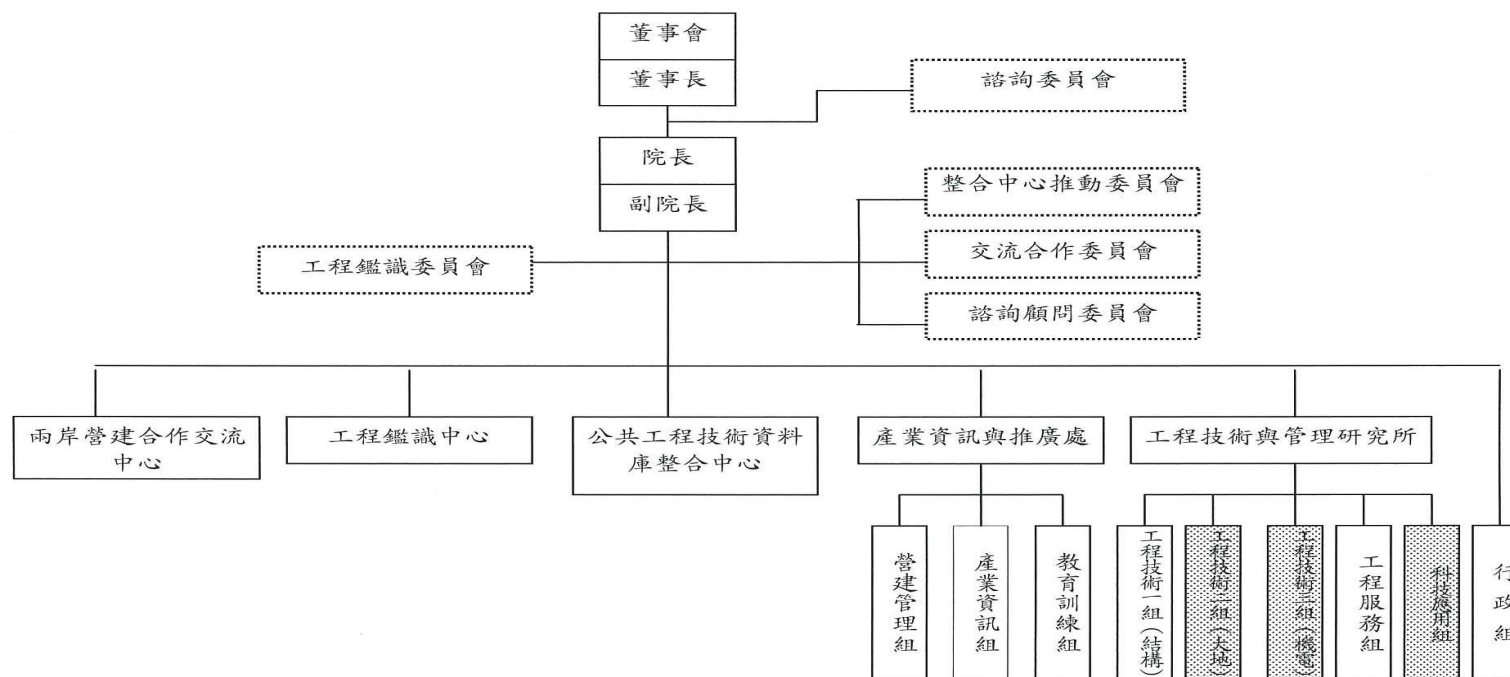 董事會
董事長
諮詢委員會
院長
副院長
整合中心推動委員會
工程鑑識委員會
交流合作委員會
諮詢顧問委員會
兩岸營建合作交流
中心
工程鑑識中心
公共工程技術資料
庫整合中心
產業資訊與推廣處
工程技術與管理研究所
營建管理組
產業資訊組
教育訓練組
工程技術一組(結構)
工程技術二組(大地)
工程技術三組(機電)
工程服務組
科技應用組
行政組